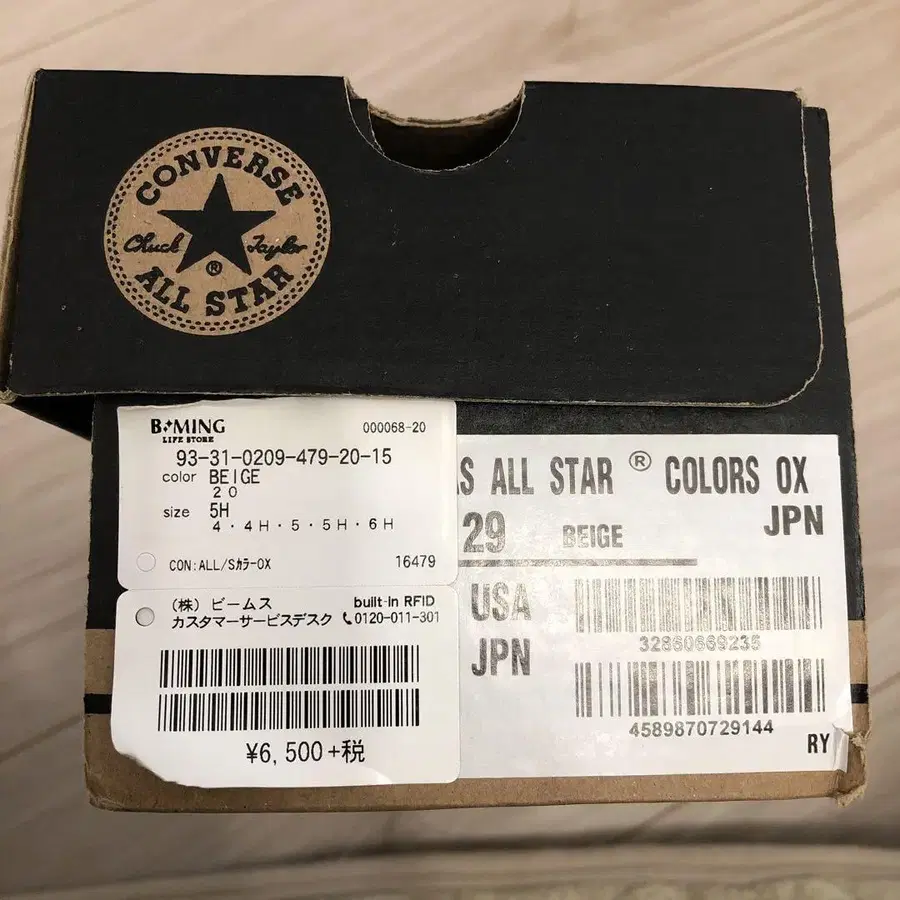 CONVERSE
Chuck Taylor
®
ALL STAR
B MING
LIFE STORE
000068-20
93-31-0209-479-20-15
color BEIGE
20
size 5H
4・4H・5・5H・6H
CON:ALL/Sカラ-OX
16479
(株) ビームス
built-in RFID
カスタマーサービスデスク 0120-011-301
¥6,500+税
AS ALL STAR ® COLORS OX
29 BEIGE JPN
USA
32860669235
JPN
4589870729144
RY